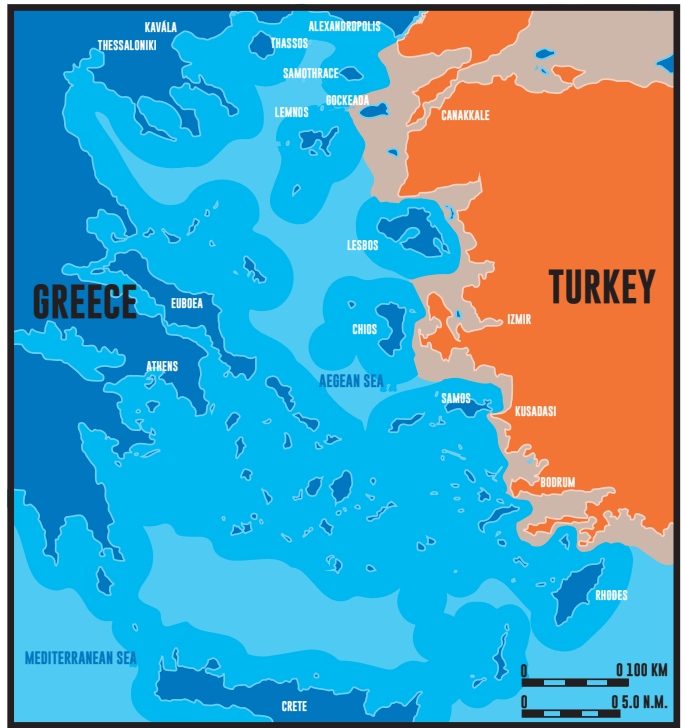 KAVÁLA
ALEXANDROPOLIS
THESSALONIKI
THASSOS
SAMOTHRACE
GOCKEADA
LEMNOS
CANAKKALE
LESBOS
GREECE
TURKEY
EUBOEA
CHIOS
IZMIR
ATHENS
AEGEAN SEA
SAMOS
KUSADASI
BODRUM
RHODES
MEDITERRANEAN SEA
0 0 100 KM
0 0 5.0 N.M.
CRETE